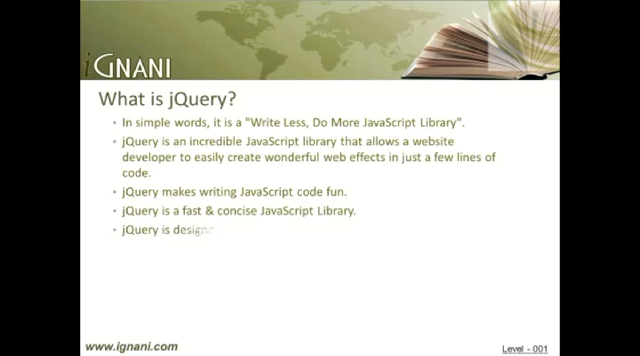 iGNANI
What is jQuery?
• In simple words, it is a "Write Less, Do More JavaScript Library".
• jQuery is an incredible JavaScript library that allows a website
developer to easily create wonderful web effects in just a few lines of
code.
• jQuery makes writing JavaScript code fun.
• jQuery is a fast & concise JavaScript Library.
• jQuery is designe
www.ignani.com
Level - 001